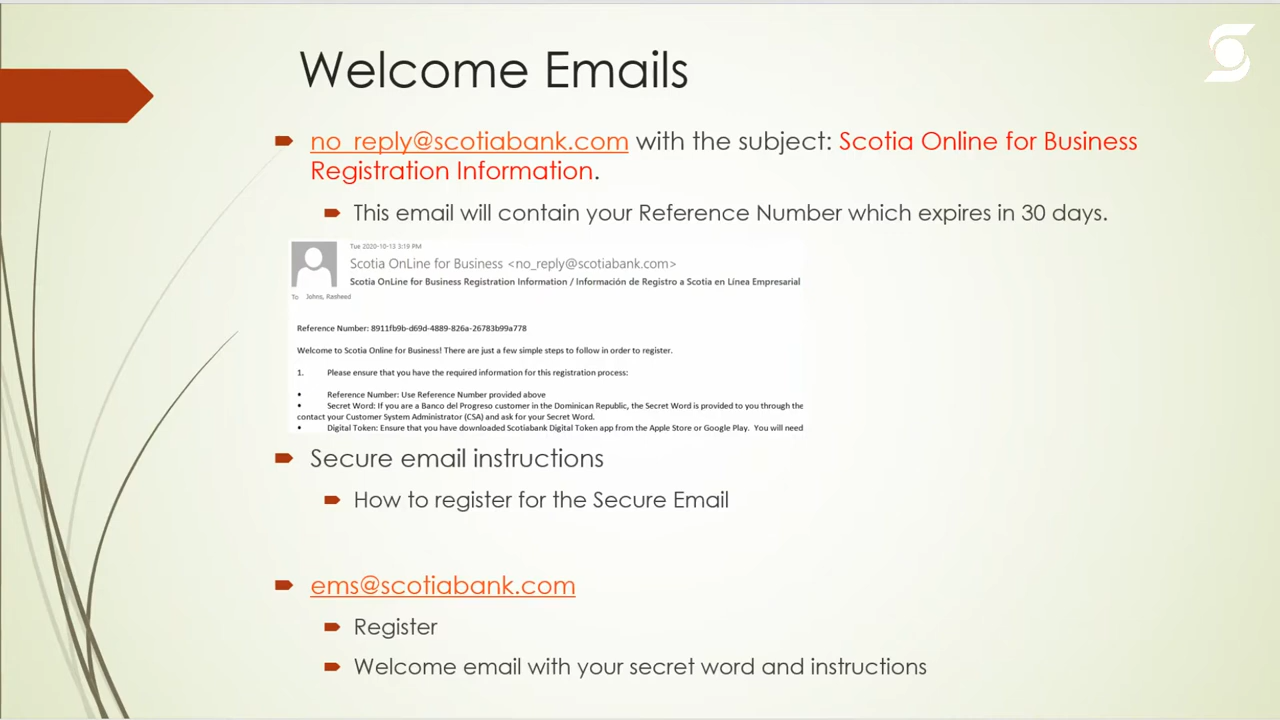 Welcome Emails
no_reply@scotiabank.com with the subject: Scotia Online for Business
Registration Information.
This email will contain your Reference Number which expires in 30 days.
Tue 2020-10-13 3:19 PM
Scotia OnLine for Business <no_reply@scotiabank.com>
Scotia OnLine for Business Registration Information / Información de Registro a Scotia en Línea Empresarial
To Johns, Rasheed
Reference Number: 8911fb9b-d69d-4889-826a-26783b99a778
Welcome to Scotia Online for Business! There are just a few simple steps to follow in order to register.
1. Please ensure that you have the required information for this registration process:
• Reference Number: Use Reference Number provided above
• Secret Word: If you are a Banco del Progreso customer in the Dominican Republic, the Secret Word is provided to you through the
contact your Customer System Administrator (CSA) and ask for your Secret Word.
• Digital Token: Ensure that you have downloaded Scotiabank Digital Token app from the Apple Store or Google Play. You will need
Secure email instructions
How to register for the Secure Email
ems@scotiabank.com
Register
Welcome email with your secret word and instructions